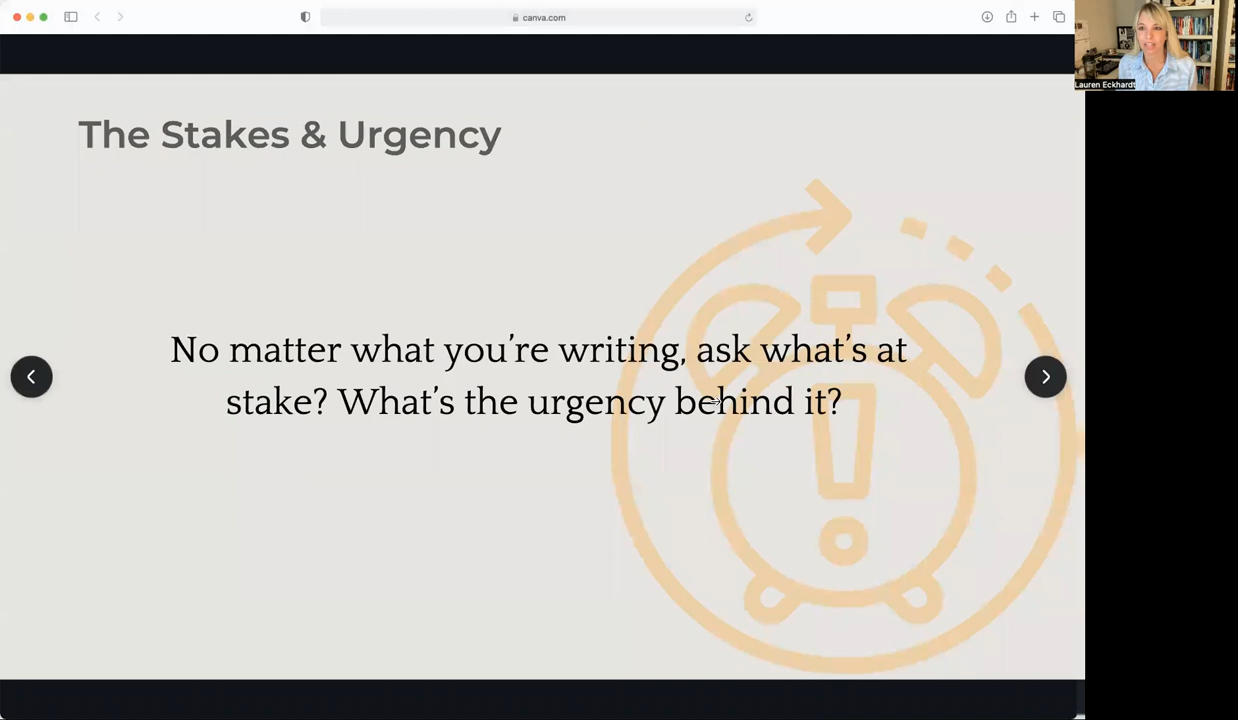 canva.com
Lauren Eckhardt
The Stakes & Urgency
No matter what you’re writing, ask what’s at
stake? What’s the urgency behind it?